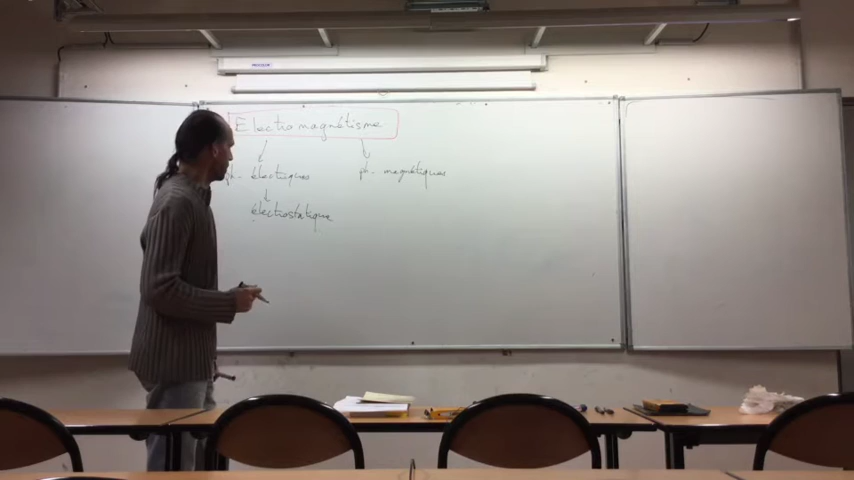 Electromagnétisme
ph. électriques ph. magnétiques
électrostatique